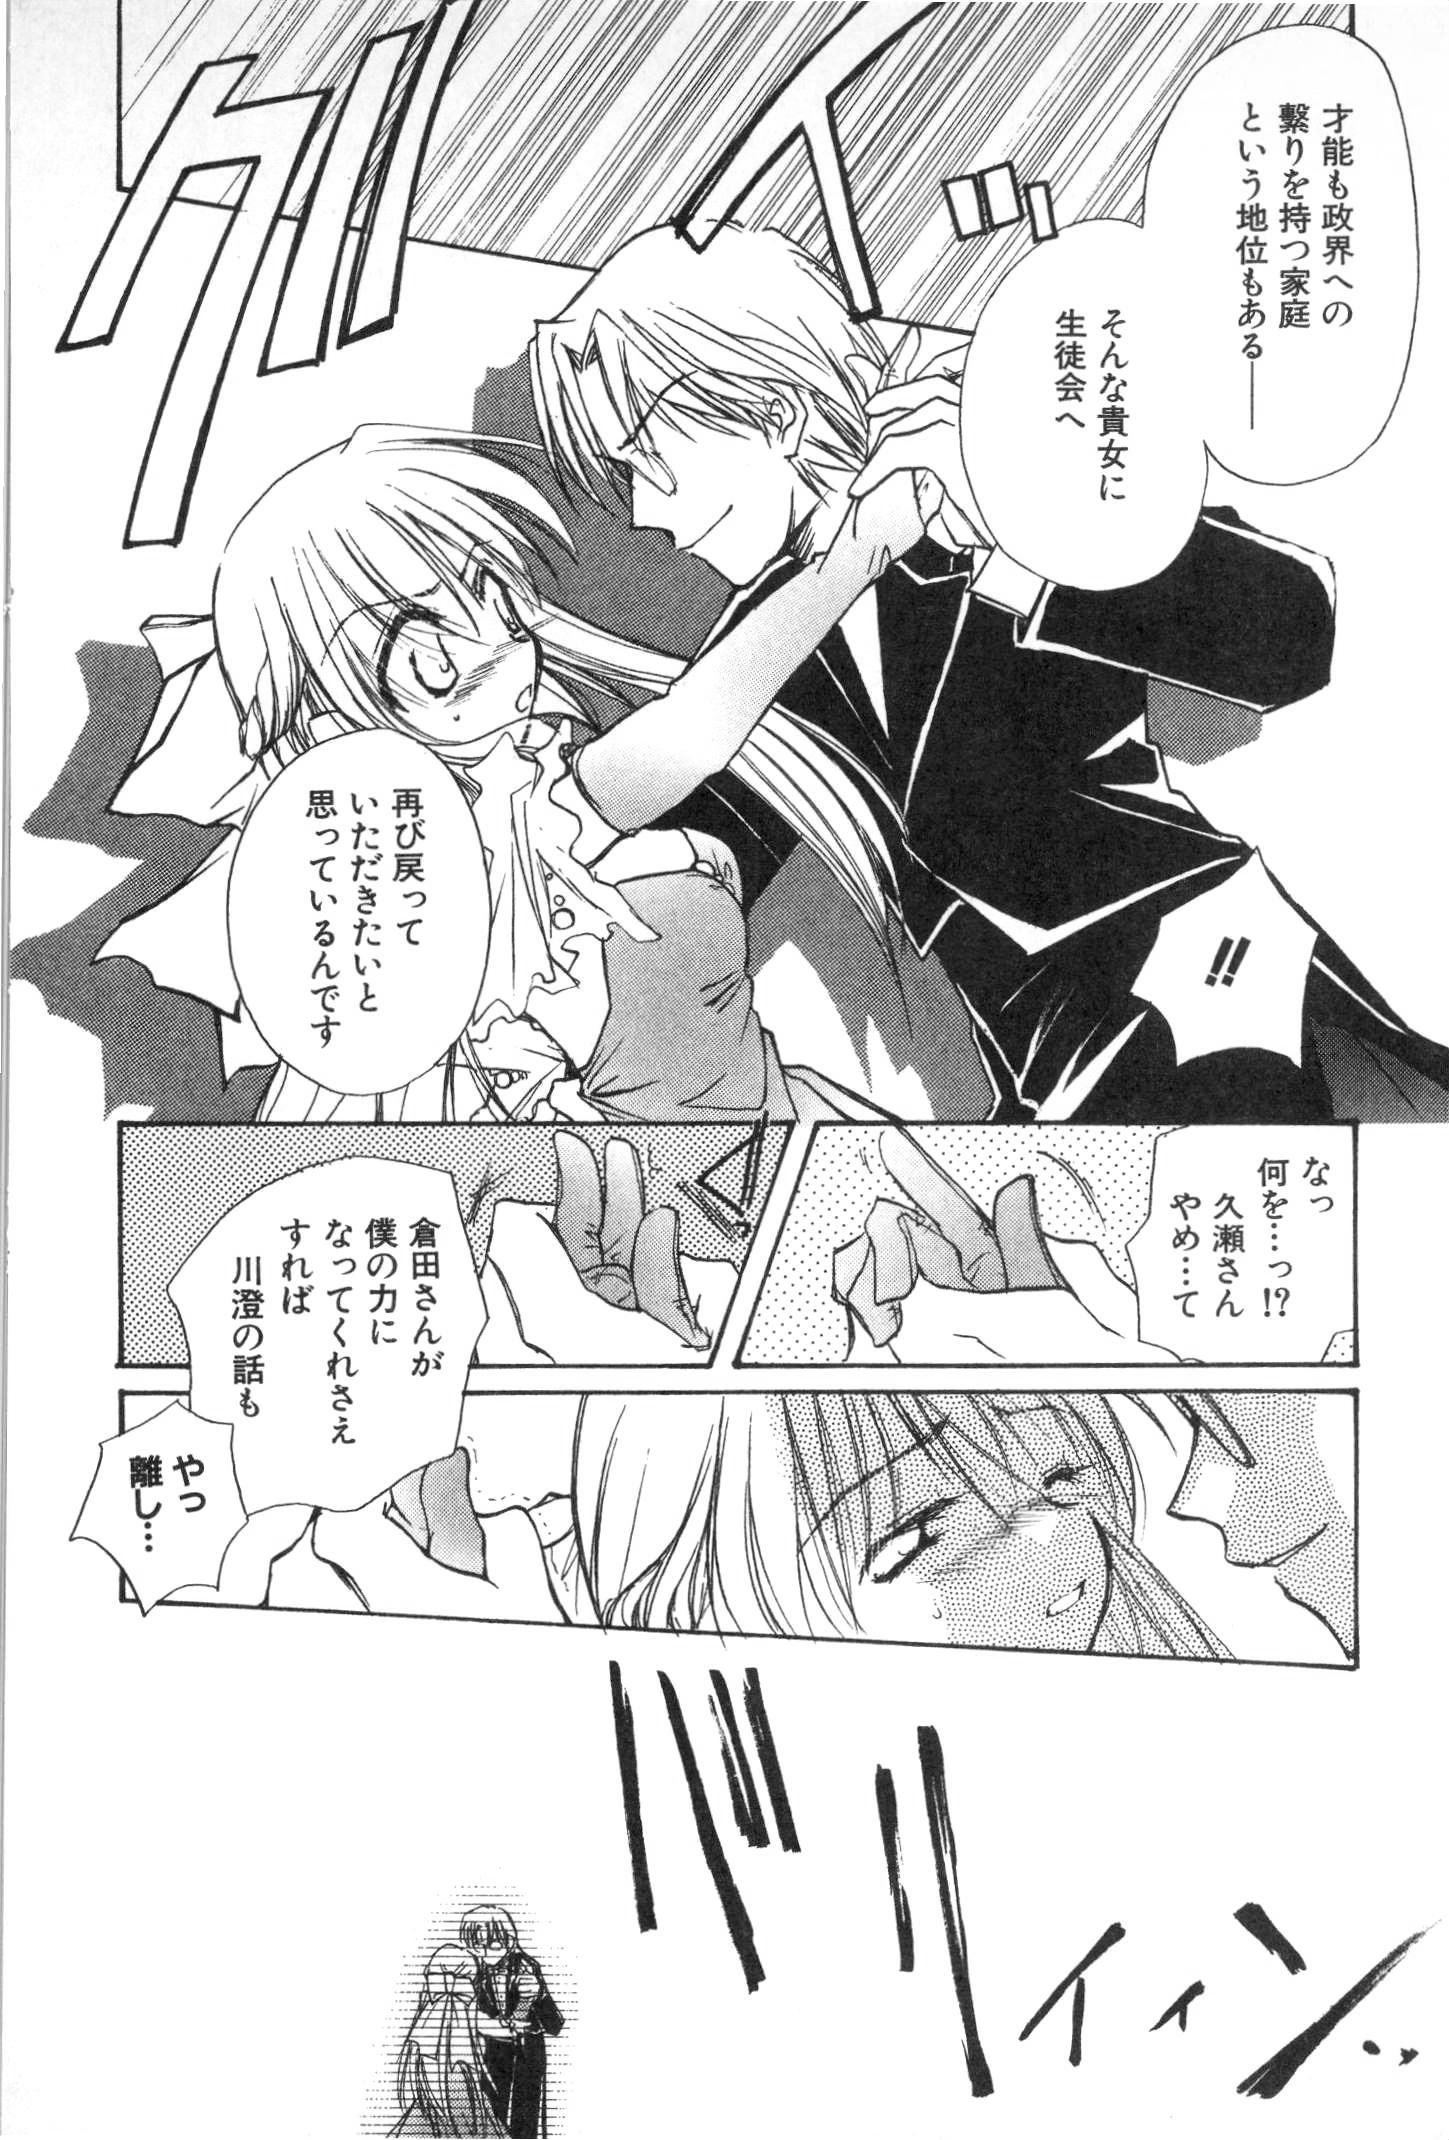 才能も政界への
繋りを持つ家庭
という地位もある――
そんな貴女に
生徒会へ
グイッ
再び戻って
いただきたいと
思っているんです
!!
なっ
何を…っ!?
久瀬さん
やめ…て
倉田さんが
僕の力に
なってくれさえ
すれば
川澄の話も
やっ
離し…
バリイィン‥